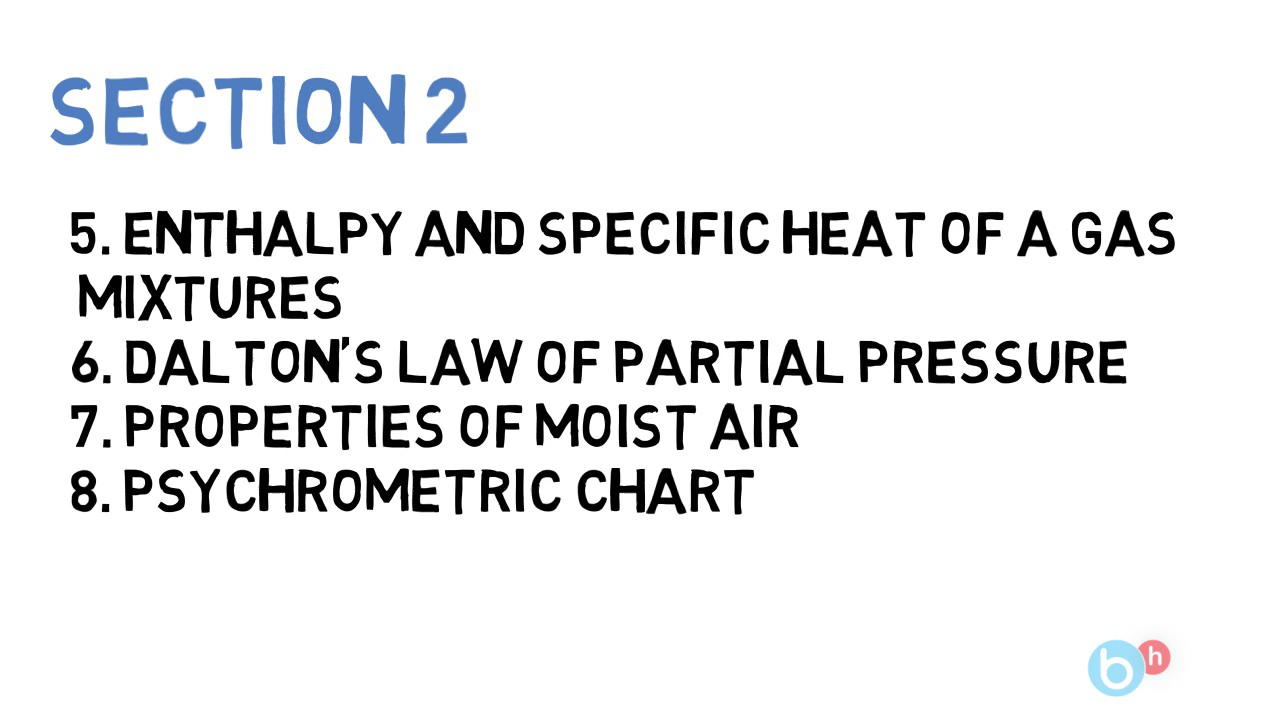 SECTION 2
5. ENTHALPY AND SPECIFIC HEAT OF A GAS
MIXTURES
6. DALTON'S LAW OF PARTIAL PRESSURE
7. PROPERTIES OF MOIST AIR
8. PSYCHROMETRIC CHART
b h